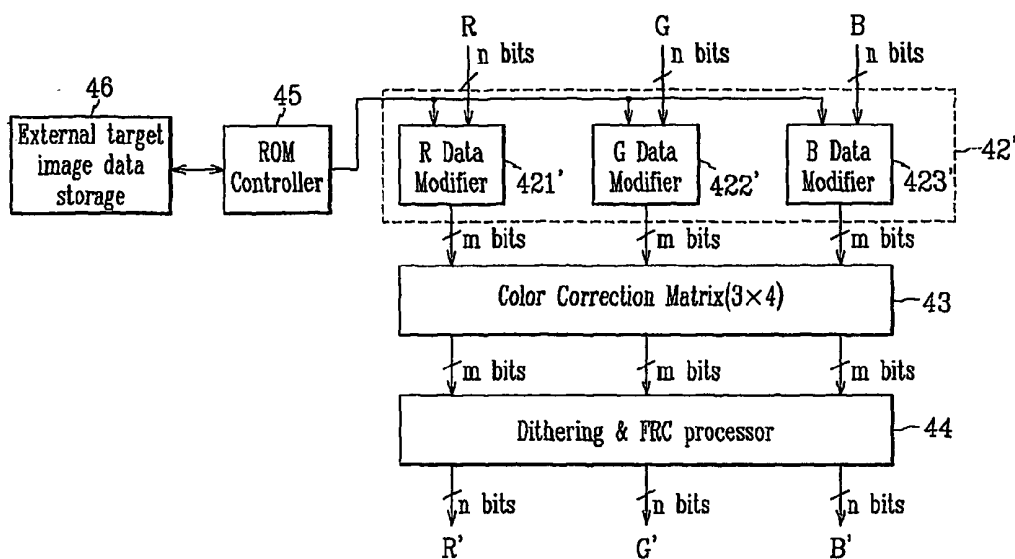 R G B
n bits n bits n bits
46 45
External target image data storage
ROM Controller
R Data Modifier
G Data Modifier
B Data Modifier
421' 422' 423' 42'
m bits m bits m bits
Color Correction Matrix(3×4) 43
m bits m bits m bits
Dithering & FRC processor 44
n bits n bits n bits
R' G' B'